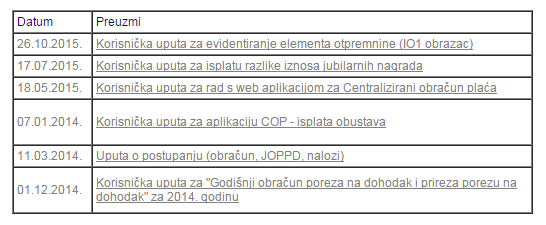 Datum Preuzmi
26.10.2015. Korisnička uputa za evidentiranje elementa otpremnine (IO1 obrazac)
17.07.2015. Korisnička uputa za isplatu razlike iznosa jubilarnih nagrada
18.05.2015. Korisnička uputa za rad s web aplikacijom za Centralizirani obračun plaća
07.01.2014. Korisnička uputa za aplikaciju COP - isplata obustava
11.03.2014. Uputa o postupanju (obračun, JOPPD, nalozi)
01.12.2014. Korisnička uputa za "Godišnji obračun poreza na dohodak i prireza porezu na
dohodak" za 2014. godinu